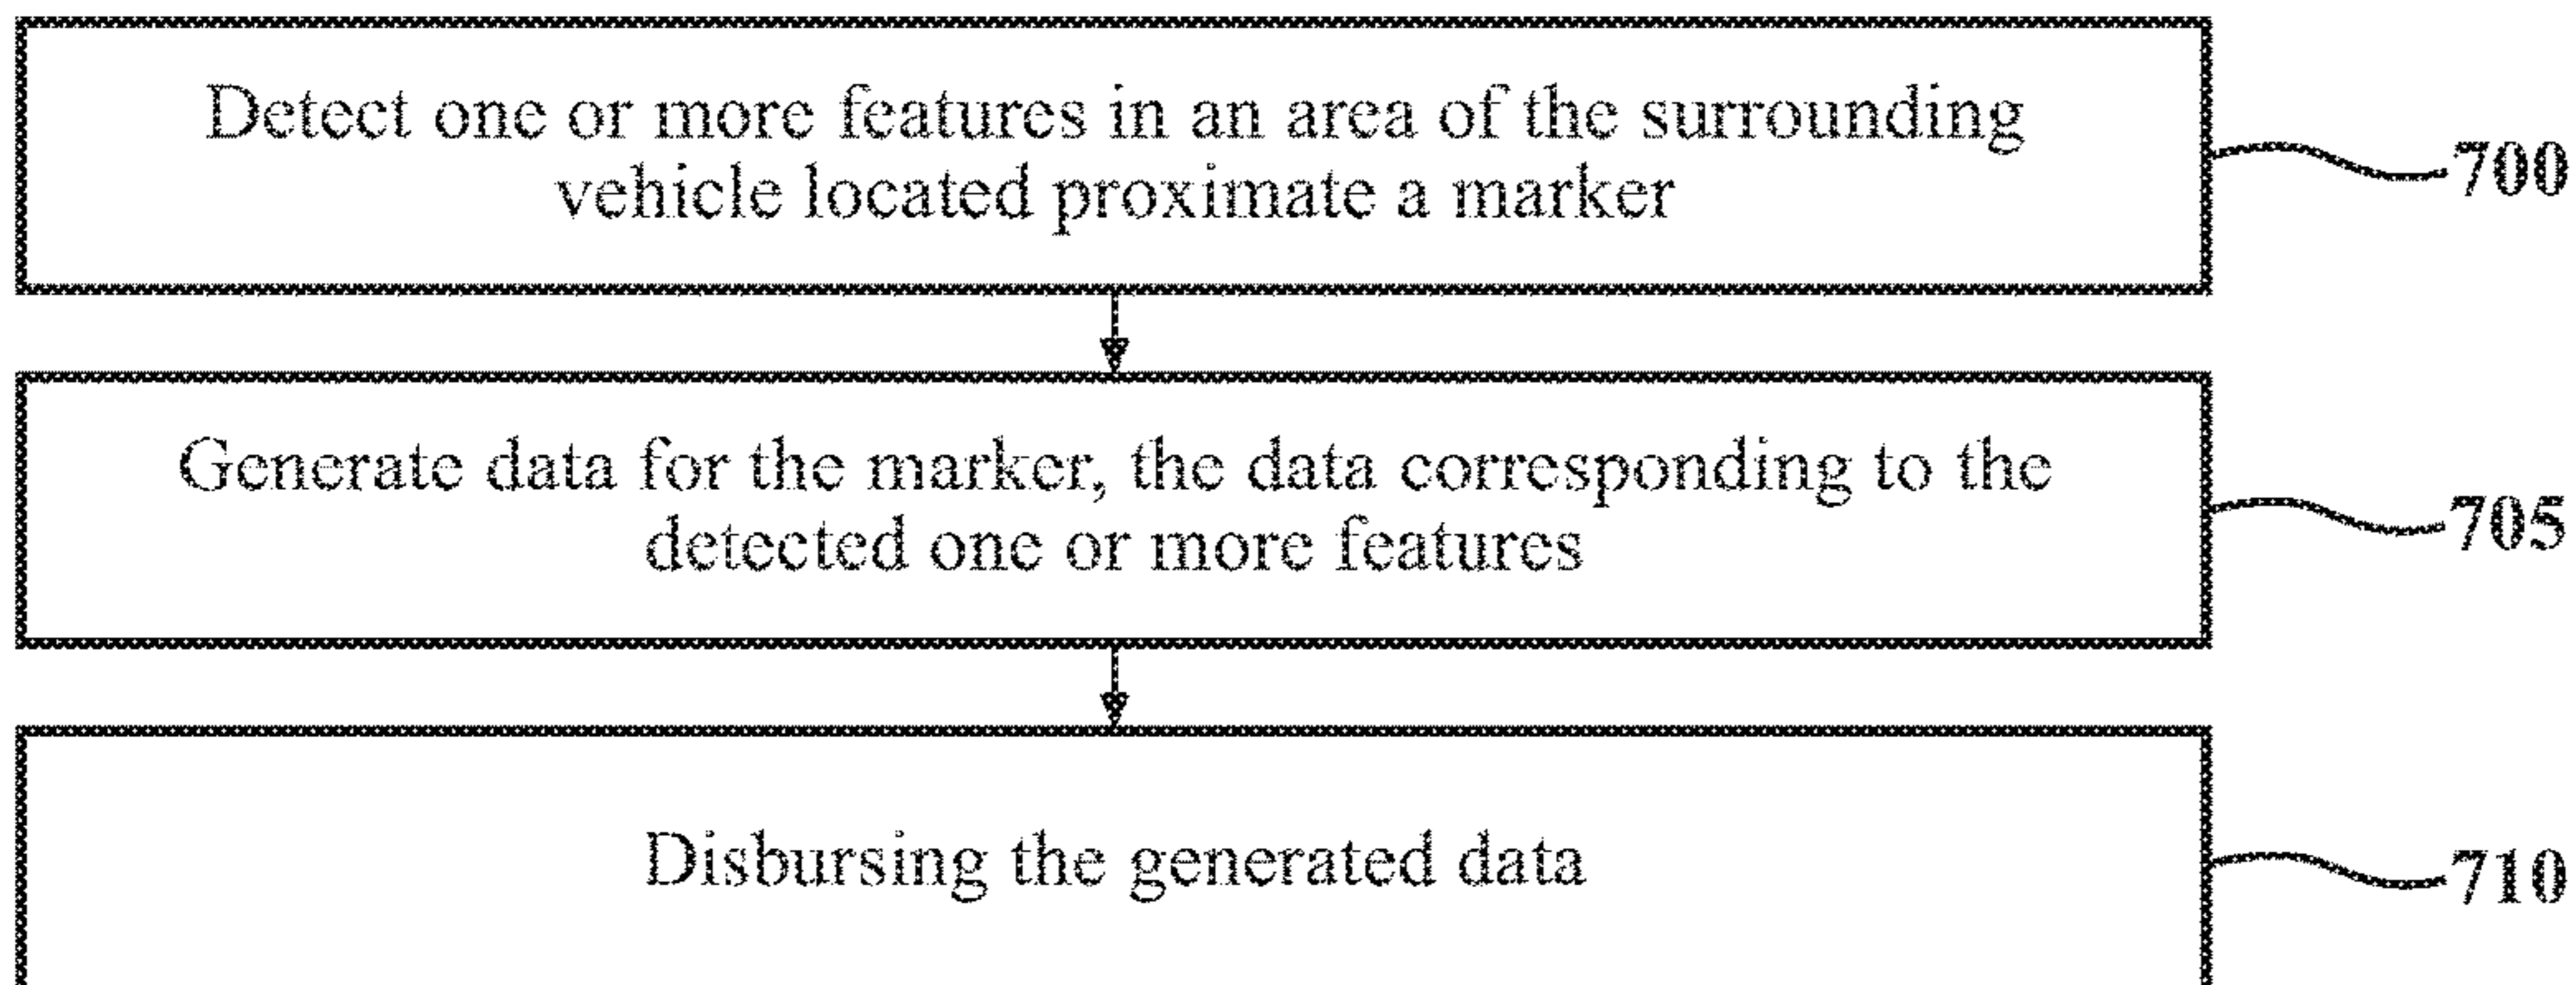 Detect one or more features in an area of the surrounding
vehicle located proximate a marker
700
Generate data for the marker, the data corresponding to the
detected one or more features
705
Disbursing the generated data
710